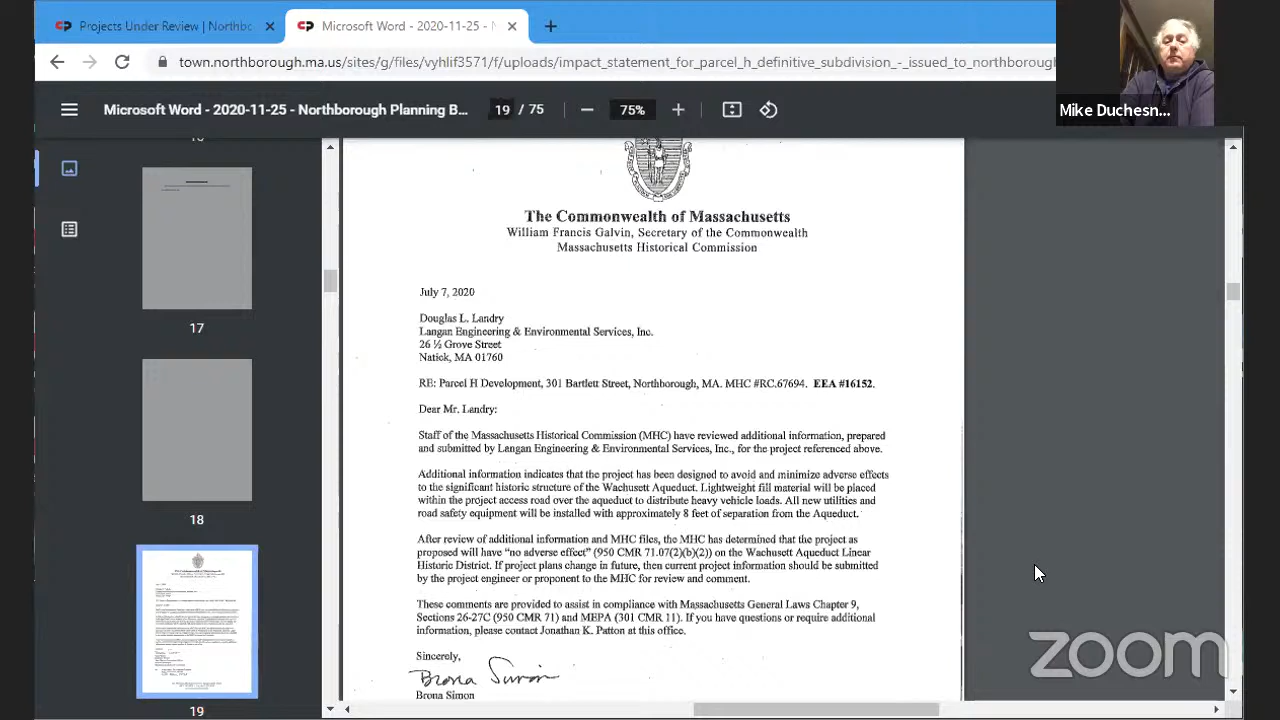 Projects Under Review | Northbo
Microsoft Word - 2020-11-25 - N
town.northborough.ma.us/sites/g/files/vyhlif3571/f/uploads/impact_statement_for_parcel_h_definitive_subdivision_-_issued_to_northborough
Mike Duchesn...
Microsoft Word - 2020-11-25 - Northborough Planning B...
19 / 75
75%
17
18
19
The Commonwealth of Massachusetts
William Francis Galvin, Secretary of the Commonwealth
Massachusetts Historical Commission
July 7, 2020
Douglas L. Landry
Langan Engineering & Environmental Services, Inc.
26 ½ Grove Street
Natick, MA 01760
RE: Parcel H Development, 301 Bartlett Street, Northborough, MA. MHC #RC.67694. EEA #16152.
Dear Mr. Landry:
Staff of the Massachusetts Historical Commission (MHC) have reviewed additional information, prepared
and submitted by Langan Engineering & Environmental Services, Inc., for the project referenced above.
Additional information indicates that the project has been designed to avoid and minimize adverse effects
to the significant historic structure of the Wachusett Aqueduct. Lightweight fill material will be placed
within the project access road over the aqueduct to distribute heavy vehicle loads. All new utilities and
road safety equipment will be installed with approximately 8 feet of separation from the Aqueduct.
After review of additional information and MHC files, the MHC has determined that the project as
proposed will have “no adverse effect” (950 CMR 71.07(2)(b)(2)) on the Wachusett Aqueduct Linear
Historic District. If project plans change in future, then current project information should be submitted
by the project engineer or proponent to the MHC for review and comment.
These comments are provided to assist in compliance with Massachusetts General Laws Chapter 9,
Sections 26-27C (950 CMR 71) and MEPA (301 CMR 11). If you have questions or require additional
information, please contact Jonathan K. Patton at this office.
Sincerely,
Brona Simon
Brona Simon
zoom